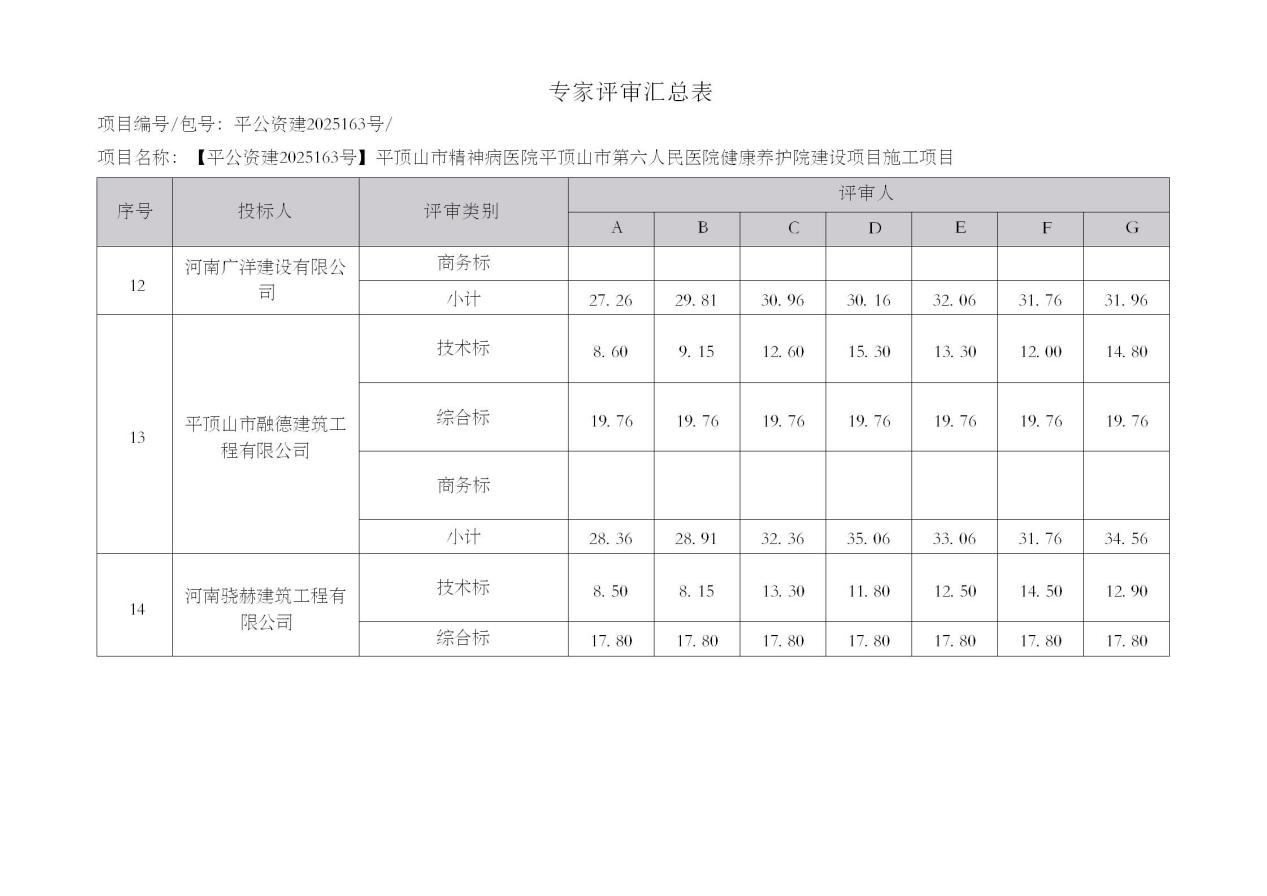 专家评审汇总表
项目编号/包号：平公资建2025163号/
项目名称：【平公资建2025163号】平顶山市精神病医院平顶山市第六人民医院健康养护院建设项目施工项目
序号 投标人 评审类别 评审人
A B C D E F G
12 河南广洋建设有限公司 商务标
小计 27.26 29.81 30.96 30.16 32.06 31.76 31.96
13 平顶山市融德建筑工程有限公司 技术标 8.60 9.15 12.60 15.30 13.30 12.00 14.80
综合标 19.76 19.76 19.76 19.76 19.76 19.76 19.76
商务标
小计 28.36 28.91 32.36 35.06 33.06 31.76 34.56
14 河南骁赫建筑工程有限公司 技术标 8.50 8.15 13.30 11.80 12.50 14.50 12.90
综合标 17.80 17.80 17.80 17.80 17.80 17.80 17.80